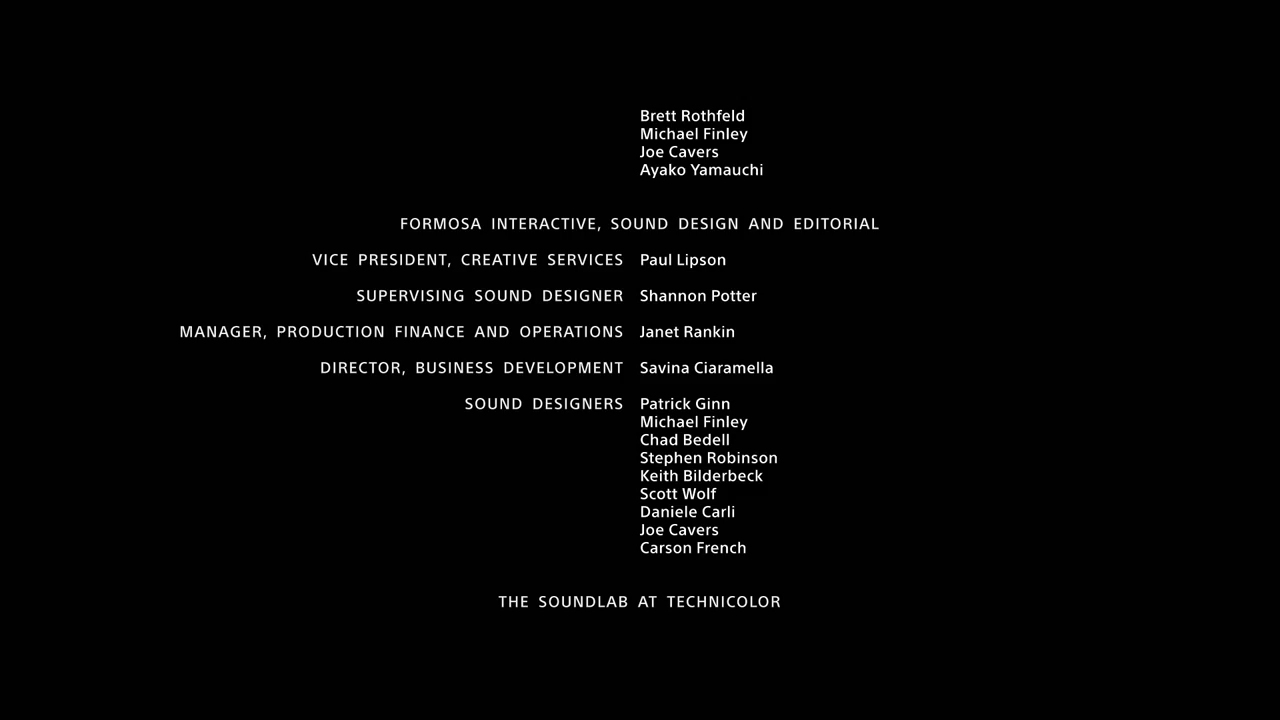 Brett Rothfeld
Michael Finley
Joe Cavers
Ayako Yamauchi
FORMOSA INTERACTIVE, SOUND DESIGN AND EDITORIAL
VICE PRESIDENT, CREATIVE SERVICES Paul Lipson
SUPERVISING SOUND DESIGNER Shannon Potter
MANAGER, PRODUCTION FINANCE AND OPERATIONS Janet Rankin
DIRECTOR, BUSINESS DEVELOPMENT Savina Ciaramella
SOUND DESIGNERS Patrick Ginn
Michael Finley
Chad Bedell
Stephen Robinson
Keith Bilderbeck
Scott Wolf
Daniele Carli
Joe Cavers
Carson French
THE SOUNDLAB AT TECHNICOLOR